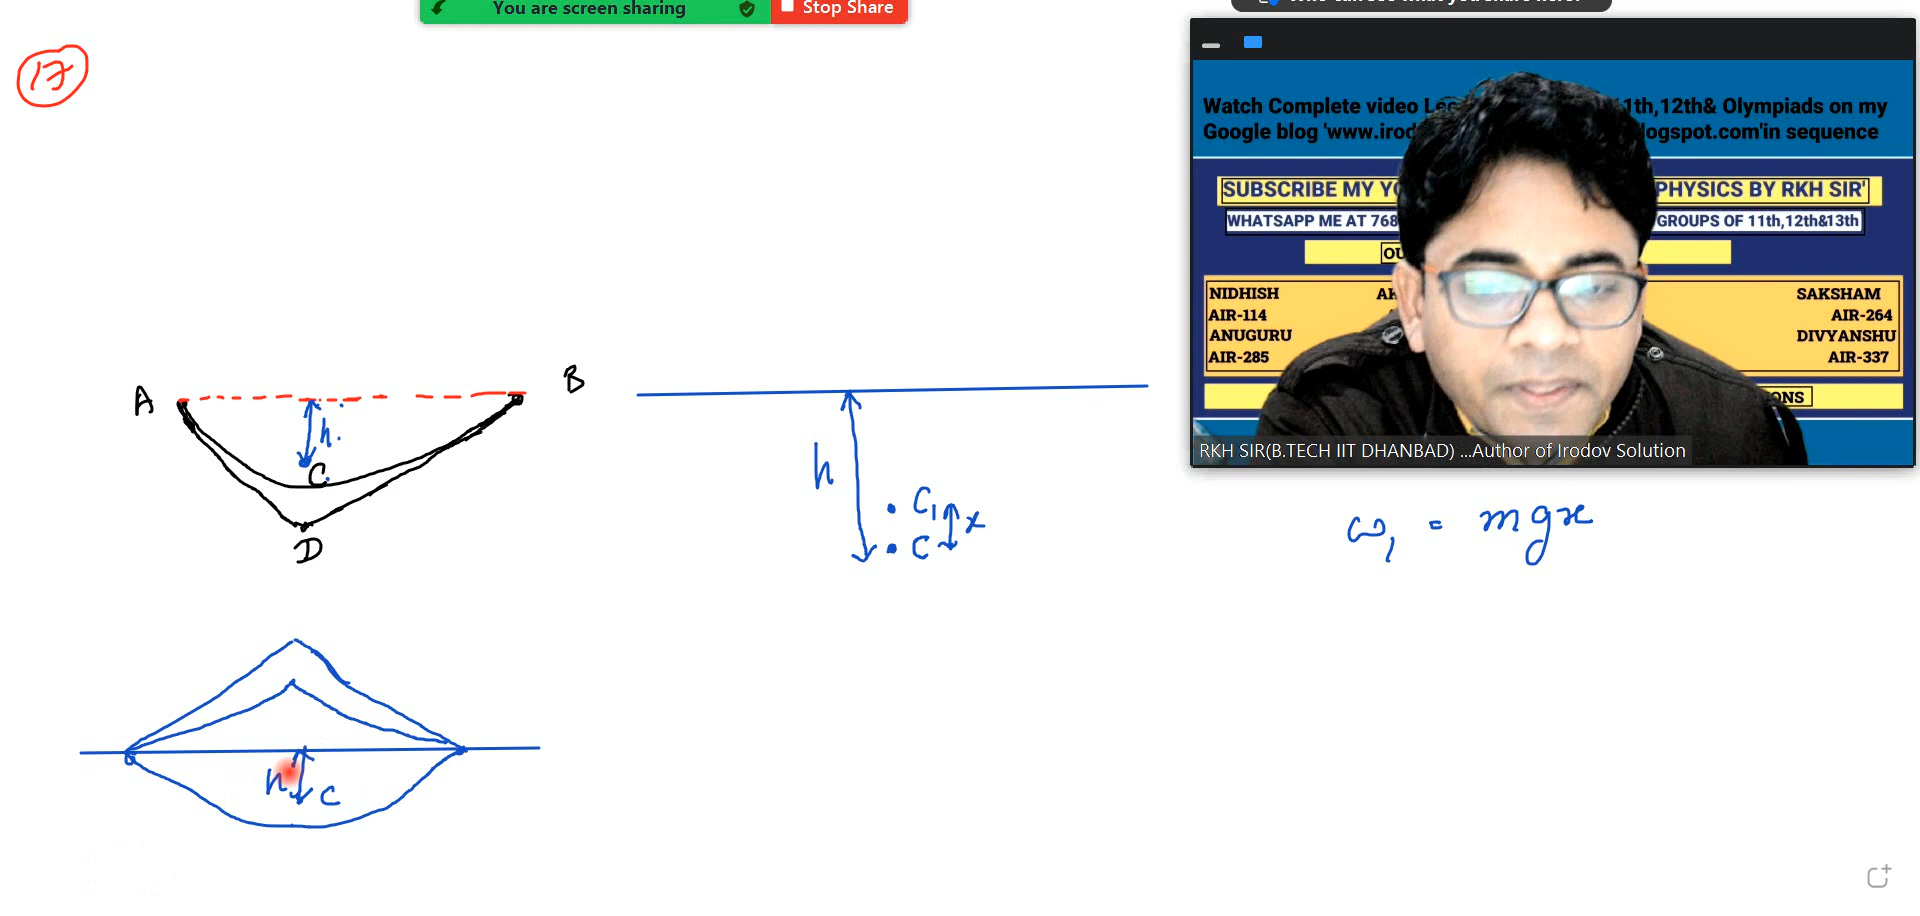 You are screen sharing
Stop Share
17
Watch Complete video
1th,12th& Olympiads on my
Google blog 'www.irod
logspot.com'in sequence
SUBSCRIBE MY
PHYSICS BY RKH SIR'
WHATSAPP ME AT 768
GROUPS OF 11th,12th&13th
NIDHISH
SAKSHAM
AIR-114
AIR-264
ANUGURU
DIVYANSHU
AIR-285
AIR-337
ONS
RKH SIR(B.TECH IIT DHANBAD) ...Author of Irodov Solution
A
B
h
C
D
h
C1
x
C
ω1 = mgx
h
C